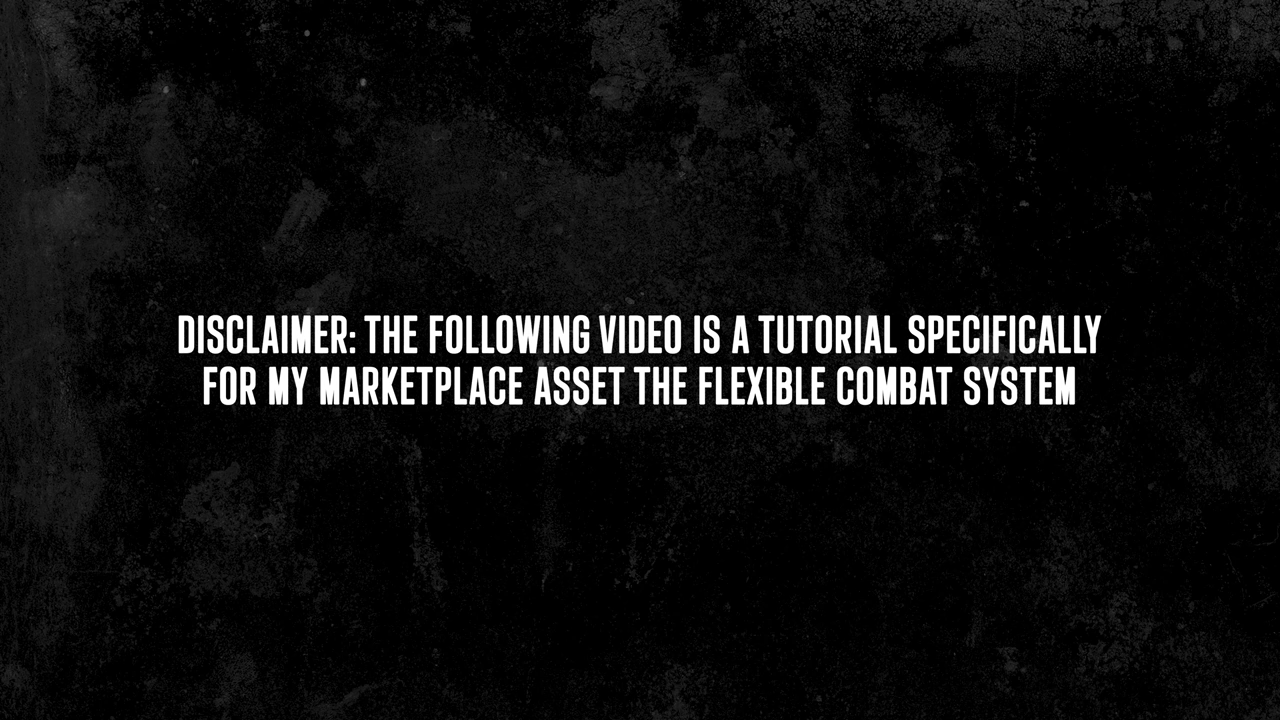 DISCLAIMER: THE FOLLOWING VIDEO IS A TUTORIAL SPECIFICALLY
FOR MY MARKETPLACE ASSET THE FLEXIBLE COMBAT SYSTEM